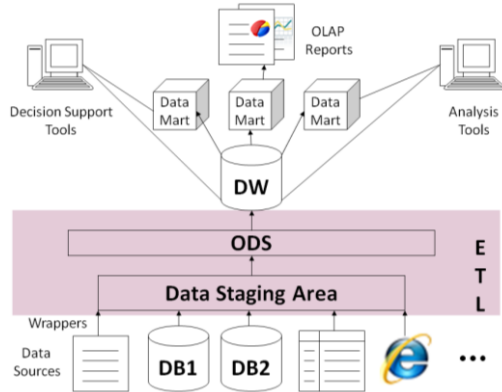 OLAP
Reports
Decision Support
Tools
Data
Mart
Data
Mart
Data
Mart
Analysis
Tools
DW
ODS
E
T
L
Data Staging Area
Wrappers
Data
Sources
DB1
DB2
...